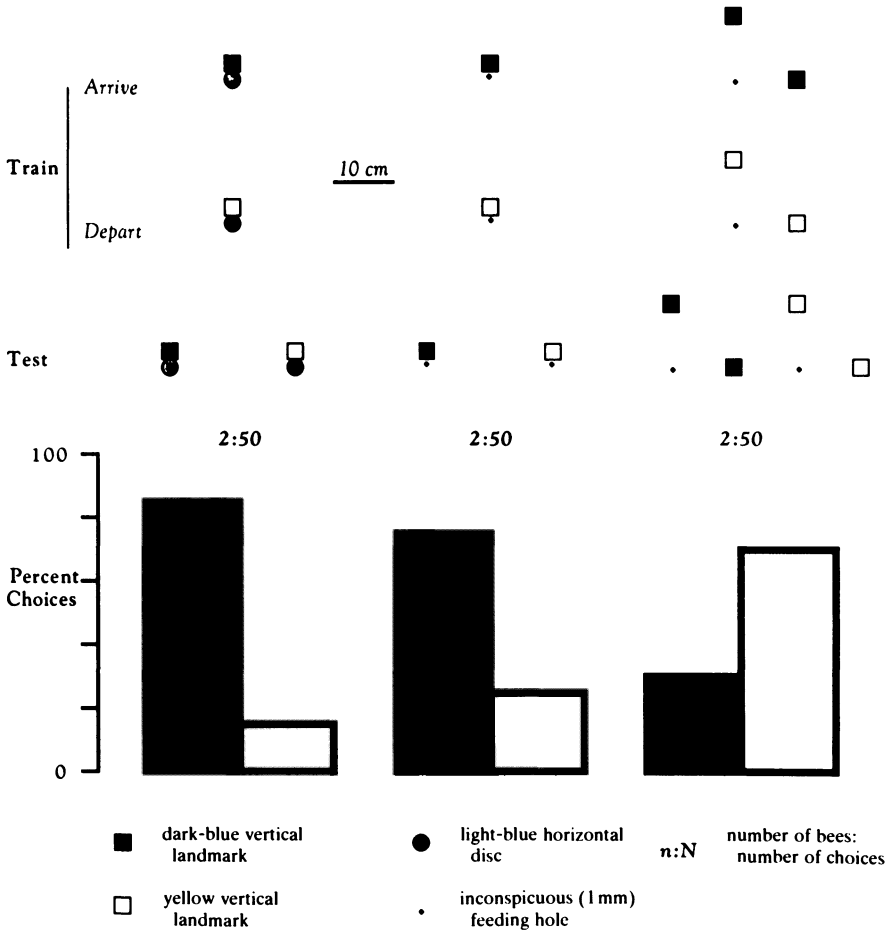 Arrive
Train
10 cm
Depart
Test
2:50 2:50 2:50
100
Percent
Choices
0
dark-blue vertical
landmark
light-blue horizontal
disc
n:N
number of bees:
number of choices
yellow vertical
landmark
inconspicuous (1mm)
feeding hole